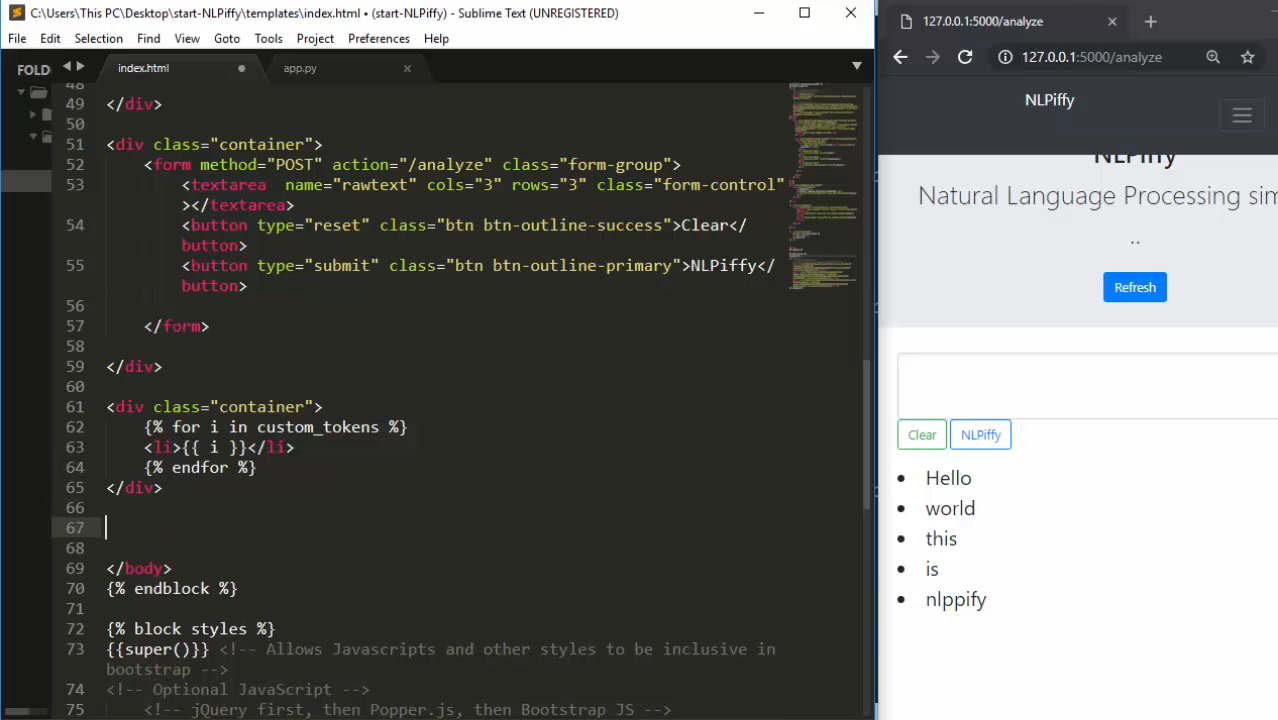 C:\Users\This PC\Desktop\start-NLPiffy\templates\index.html • (start-NLPiffy) - Sublime Text (UNREGISTERED)
File Edit Selection Find View Goto Tools Project Preferences Help
FOLD
index.html
app.py
48
49 </div>
50
51 <div class="container">
52 <form method="POST" action="/analyze" class="form-group">
53 <textarea name="rawtext" cols="3" rows="3" class="form-control"
></textarea>
54 <button type="reset" class="btn btn-outline-success">Clear</
button>
55 <button type="submit" class="btn btn-outline-primary">NLPiffy</
button>
56
57 </form>
58
59 </div>
60
61 <div class="container">
62 {% for i in custom_tokens %}
63 <li>{{ i }}</li>
64 {% endfor %}
65 </div>
66
67
68
69 </body>
70 {% endblock %}
71
72 {% block styles %}
73 {{super()}} <!-- Allows Javascripts and other styles to be inclusive in
bootstrap -->
74 <!-- Optional JavaScript -->
75 <!-- jQuery first, then Popper.js, then Bootstrap JS -->
127.0.0.1:5000/analyze
127.0.0.1:5000/analyze
NLPiffy
NLPiffy
Natural Language Processing sim
..
Refresh
Clear NLPiffy
Hello
world
this
is
nlppify